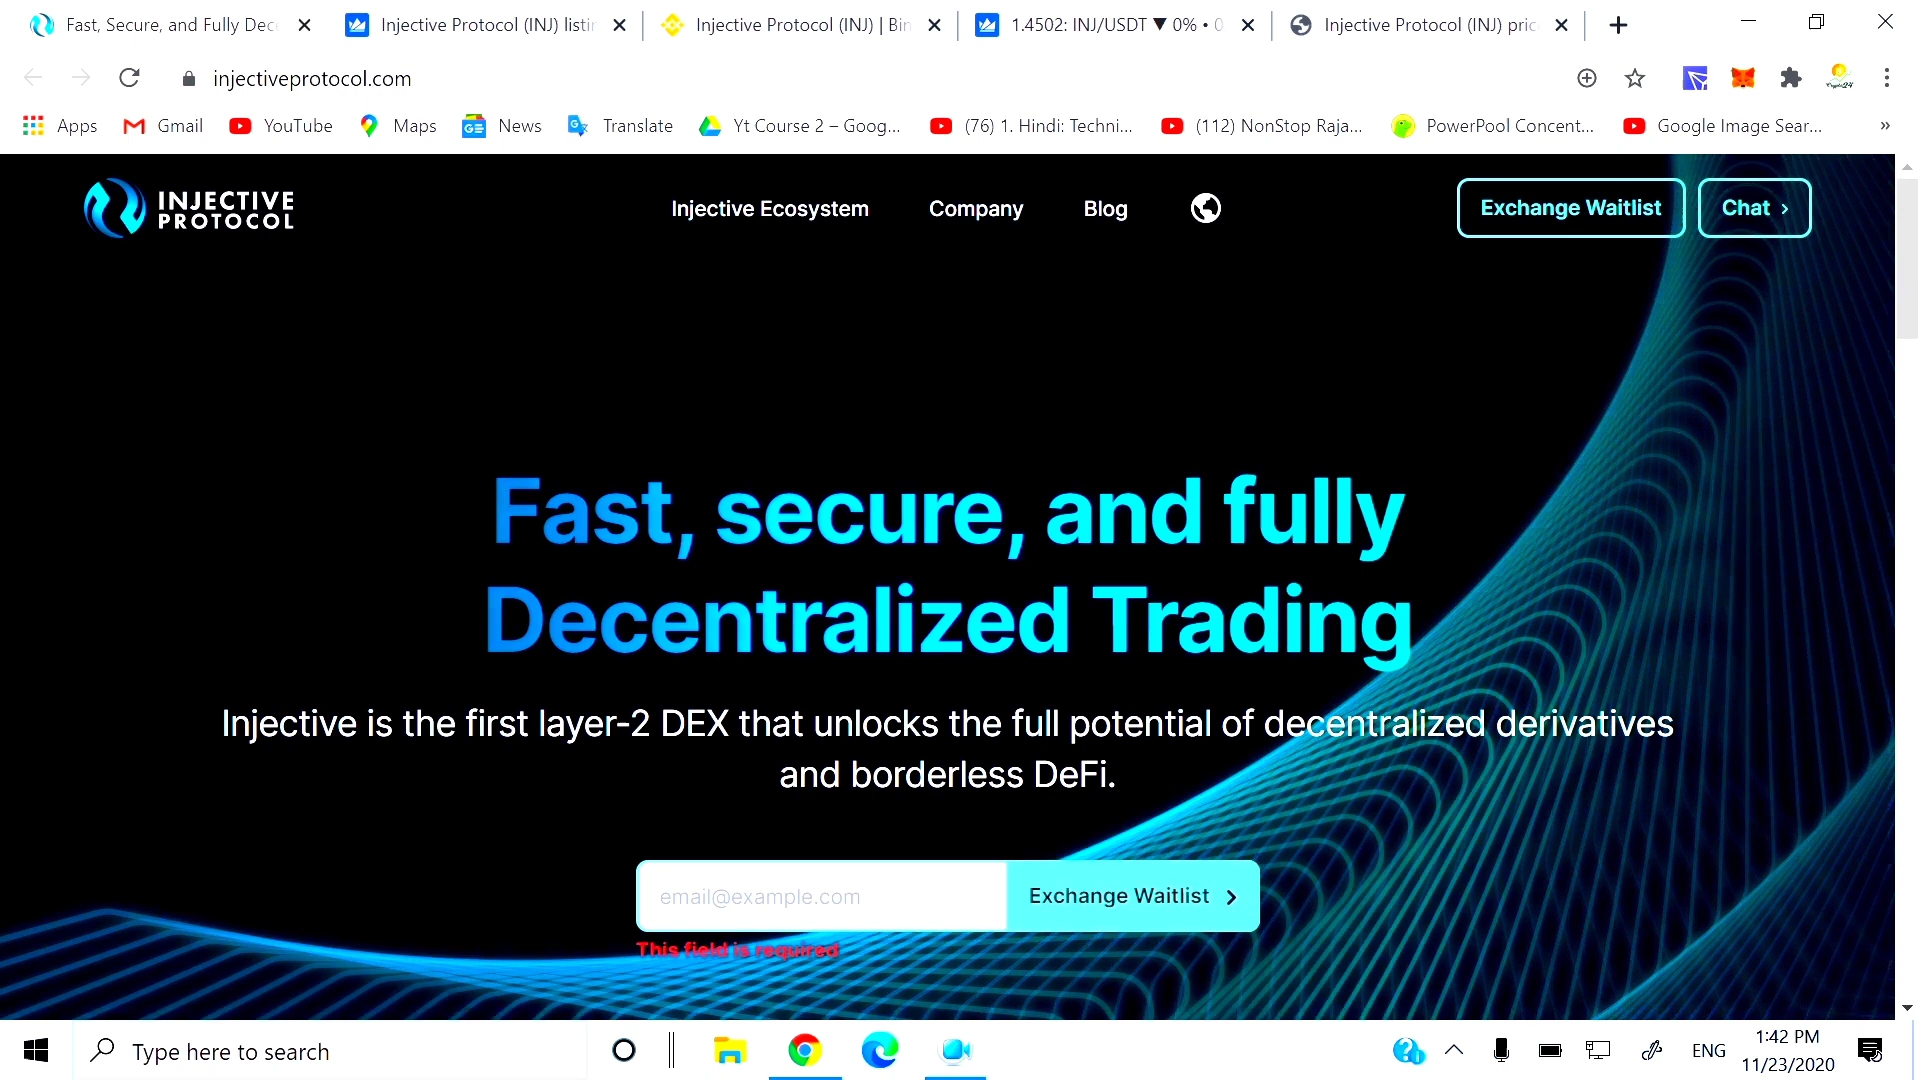 Fast, Secure, and Fully Dece
Injective Protocol (INJ) listin
Injective Protocol (INJ) | Bin
1.4502: INJ/USDT ▼ 0% • 0
Injective Protocol (INJ) pric
injectiveprotocol.com
Apps
Gmail
YouTube
Maps
News
Translate
Yt Course 2 – Goog...
(76) 1. Hindi: Techni...
(112) NonStop Raja...
PowerPool Concent...
Google Image Sear...
»
INJECTIVE
PROTOCOL
Injective Ecosystem
Company
Blog
Exchange Waitlist
Chat ›
Fast, secure, and fully
Decentralized Trading
Injective is the first layer-2 DEX that unlocks the full potential of decentralized derivatives
and borderless DeFi.
email@example.com
Exchange Waitlist
This field is required
Type here to search
ENG
1:42 PM
11/23/2020